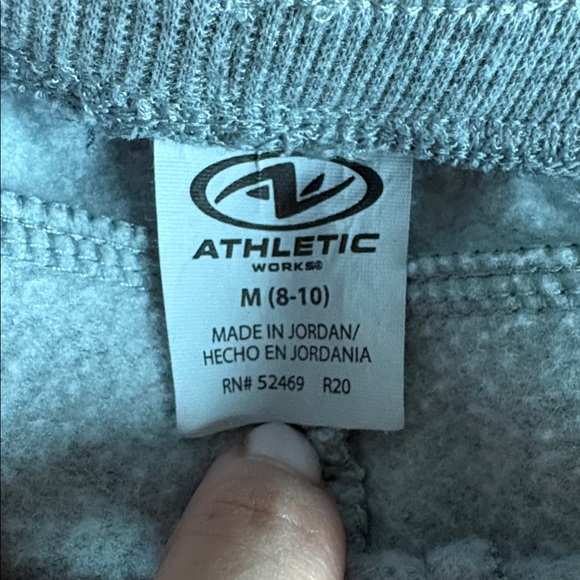 ATHLETIC
WORKS®
M (8-10)
MADE IN JORDAN/
HECHO EN JORDANIA
RN# 52469 R20